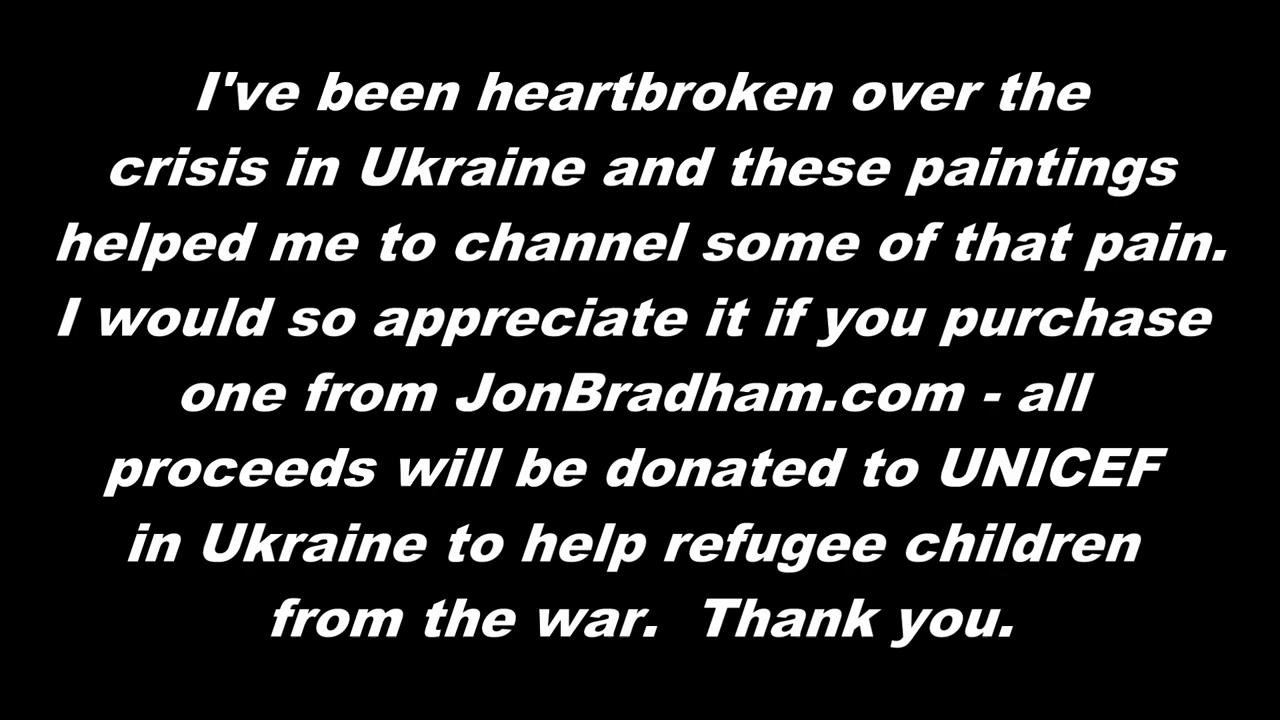 I've been heartbroken over the
crisis in Ukraine and these paintings
helped me to channel some of that pain.
I would so appreciate it if you purchase
one from JonBradham.com - all
proceeds will be donated to UNICEF
in Ukraine to help refugee children
from the war.  Thank you.